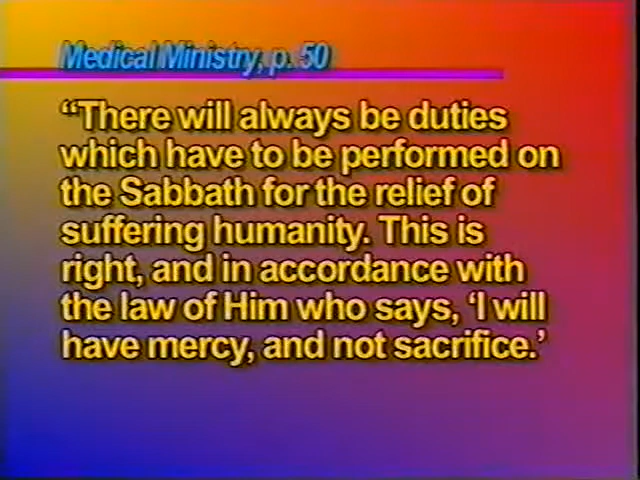 Medical Ministry, p. 50
“There will always be duties
which have to be performed on
the Sabbath for the relief of
suffering humanity. This is
right, and in accordance with
the law of Him who says, ‘I will
have mercy, and not sacrifice.’